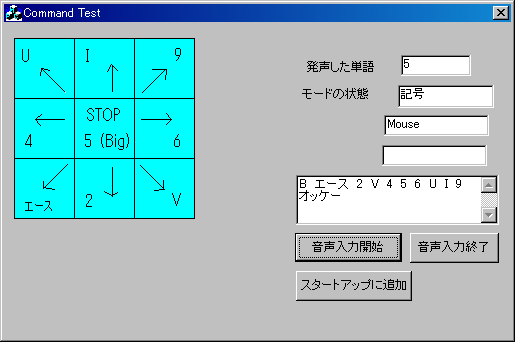 Command Test
U I 9
STOP
4 5 (Big) 6
エース 2 V
発声した単語 5
モードの状態 記号
Mouse
B エース 2 V 4 5 6 U I 9
オッケー
音声入力開始 音声入力終了
スタートアップに追加